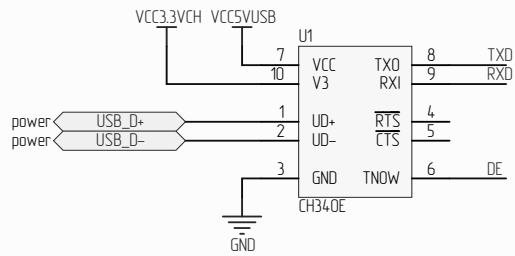 VCC3.3VCH VCC5VUSB
U1
7 VCC TXO 8 TXD
10 V3 RXI 9 RXD
power USB_D+ 1 UD+ RTS 4
power USB_D- 2 UD- CTS 5
3 GND TNOW 6 DE
CH340E
GND